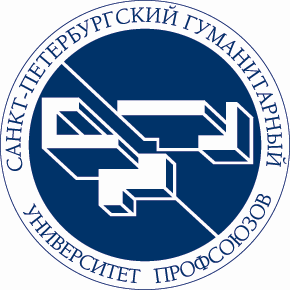 САНКТ-ПЕТЕРБУРГСКИЙ ГУМАНИТАРНЫЙ
УНИВЕРСИТЕТ ПРОФСОЮЗОВ